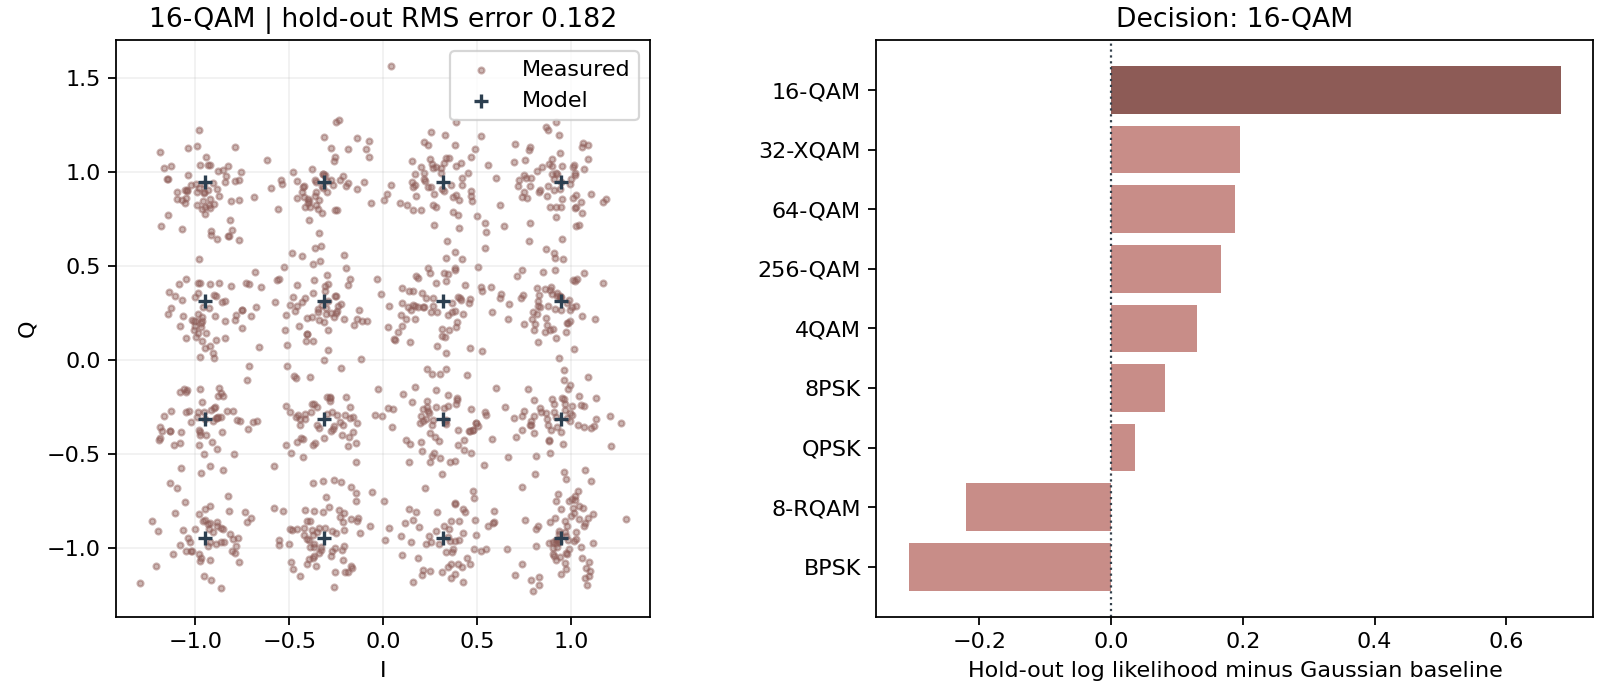 16-QAM | hold-out RMS error 0.182
Measured
Model
1.5
1.0
0.5
0.0
−0.5
−1.0
Q
−1.0
−0.5
0.0
0.5
1.0
I
Decision: 16-QAM
16-QAM
32-XQAM
64-QAM
256-QAM
4QAM
8PSK
QPSK
8-RQAM
BPSK
−0.2
0.0
0.2
0.4
0.6
Hold-out log likelihood minus Gaussian baseline